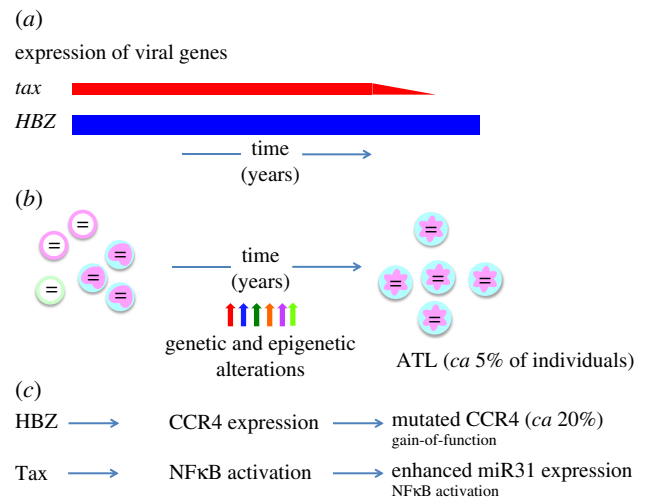 (a)
expression of viral genes
tax
HBZ
time
(years)
(b)
= = = = = =
time
(years)
= = = = =
genetic and epigenetic
alterations
ATL (ca 5% of individuals)
(c)
HBZ CCR4 expression mutated CCR4 (ca 20%)
gain-of-function
Tax NFκB activation enhanced miR31 expression
NFκB activation